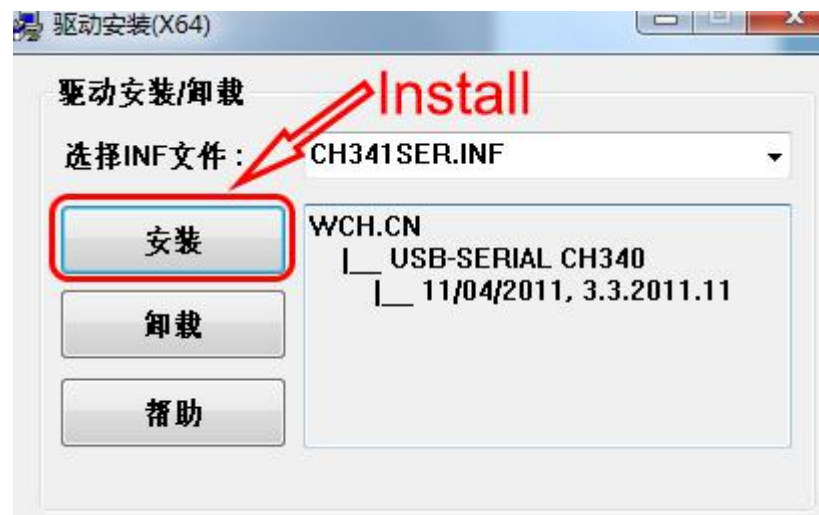 驱动安装(X64)
驱动安装/卸载
Install
选择INF文件：
CH341SER.INF
安装
WCH.CN
|__ USB-SERIAL CH340
|__ 11/04/2011, 3.3.2011.11
卸载
帮助